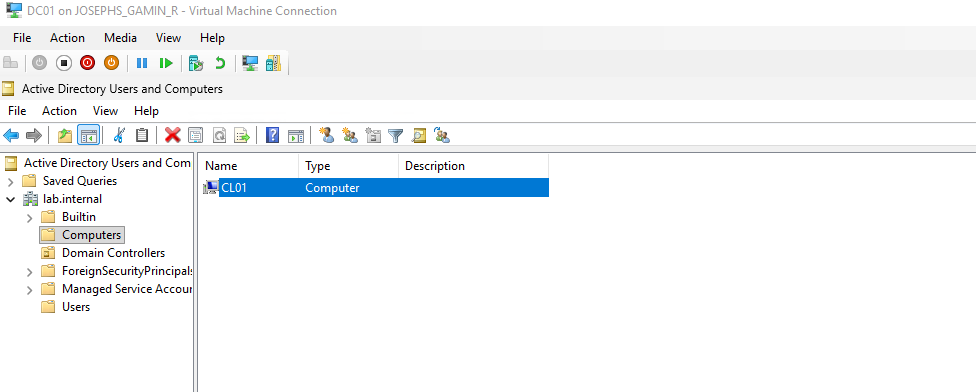 DC01 on JOSEPHS_GAMIN_R - Virtual Machine Connection
File Action Media View Help
Active Directory Users and Computers
File Action View Help
Active Directory Users and Com
Name Type Description
Saved Queries
CL01 Computer
lab.internal
Builtin
Computers
Domain Controllers
ForeignSecurityPrincipals
Managed Service Accour
Users